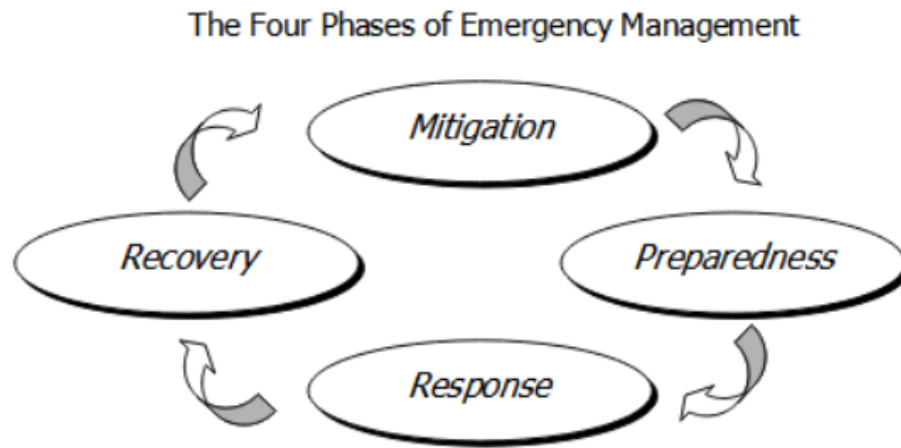 The Four Phases of Emergency Management
Mitigation
Recovery
Preparedness
Response